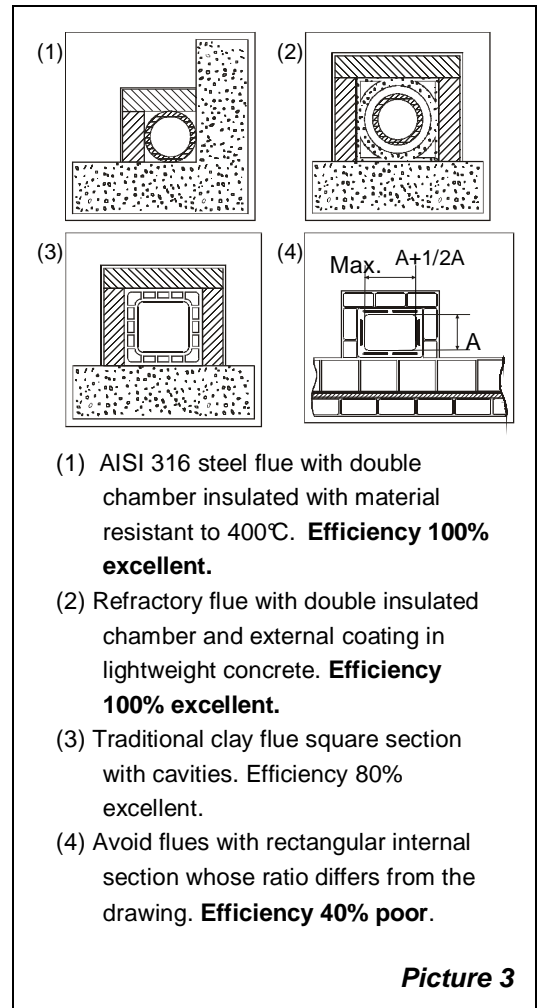 (1) (2)
(3) (4)
Max. A+1/2A
A
(1) AISI 316 steel flue with double
chamber insulated with material
resistant to 400℃. Efficiency 100%
excellent.
(2) Refractory flue with double insulated
chamber and external coating in
lightweight concrete. Efficiency
100% excellent.
(3) Traditional clay flue square section
with cavities. Efficiency 80%
excellent.
(4) Avoid flues with rectangular internal
section whose ratio differs from the
drawing. Efficiency 40% poor.
Picture 3